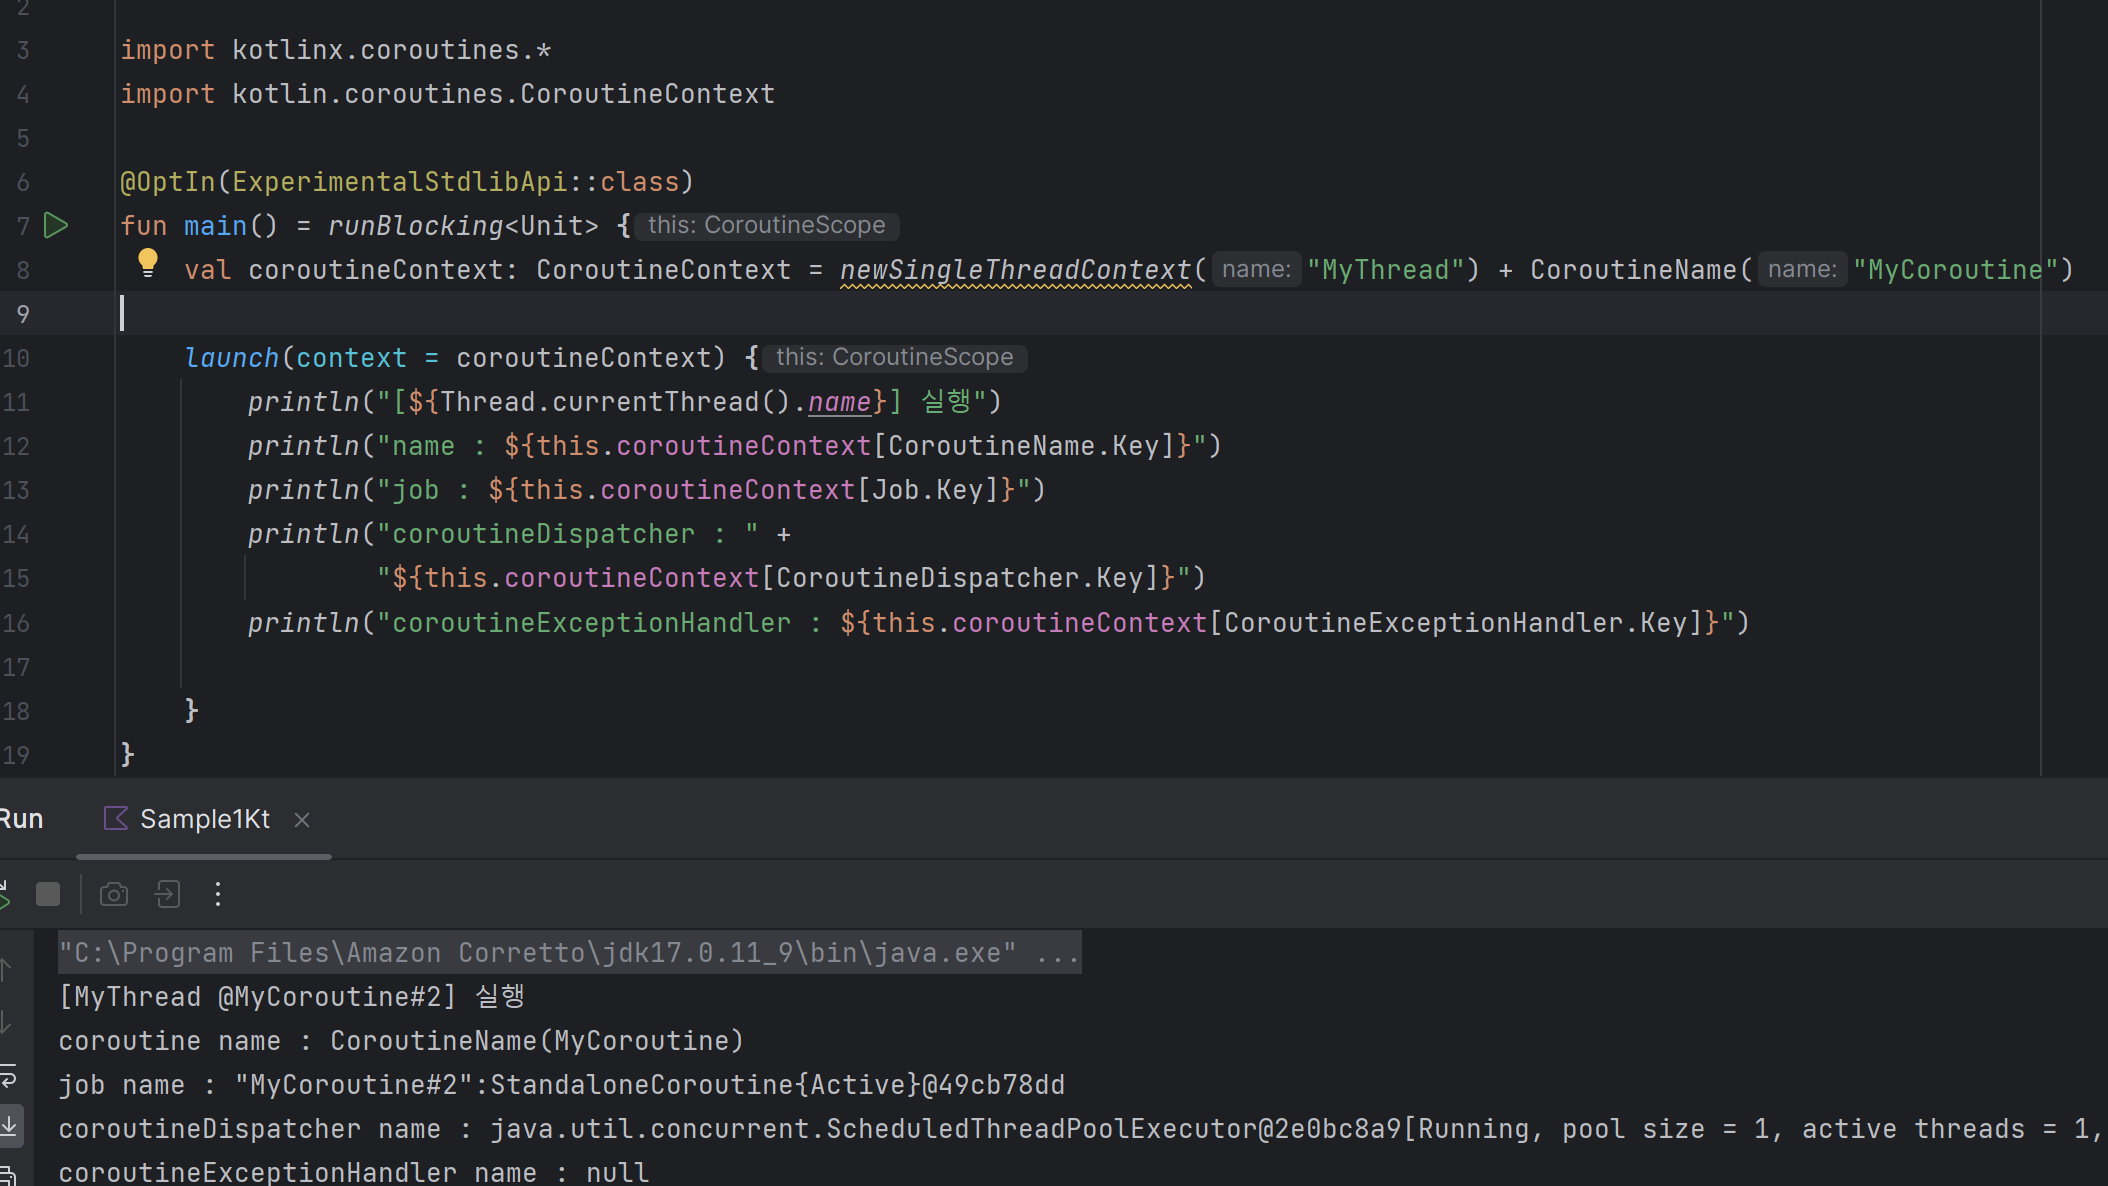 2
3 import kotlinx.coroutines.*
4 import kotlin.coroutines.CoroutineContext
5
6 @OptIn(ExperimentalStdlibApi::class)
7 fun main() = runBlocking<Unit> { this: CoroutineScope
8 val coroutineContext: CoroutineContext = newSingleThreadContext( name: "MyThread") + CoroutineName( name: "MyCoroutine")
9
10 launch(context = coroutineContext) { this: CoroutineScope
11 println("[${Thread.currentThread().name}] 실행")
12 println("name : ${this.coroutineContext[CoroutineName.Key]}")
13 println("job : ${this.coroutineContext[Job.Key]}")
14 println("coroutineDispatcher : " +
15 "${this.coroutineContext[CoroutineDispatcher.Key]}")
16 println("coroutineExceptionHandler : ${this.coroutineContext[CoroutineExceptionHandler.Key]}")
17
18 }
19 }
Run Sample1Kt
"C:\Program Files\Amazon Corretto\jdk17.0.11_9\bin\java.exe" ...
[MyThread @MyCoroutine#2] 실행
coroutine name : CoroutineName(MyCoroutine)
job name : "MyCoroutine#2":StandaloneCoroutine{Active}@49cb78dd
coroutineDispatcher name : java.util.concurrent.ScheduledThreadPoolExecutor@2e0bc8a9[Running, pool size = 1, active threads = 1,
coroutineExceptionHandler name : null